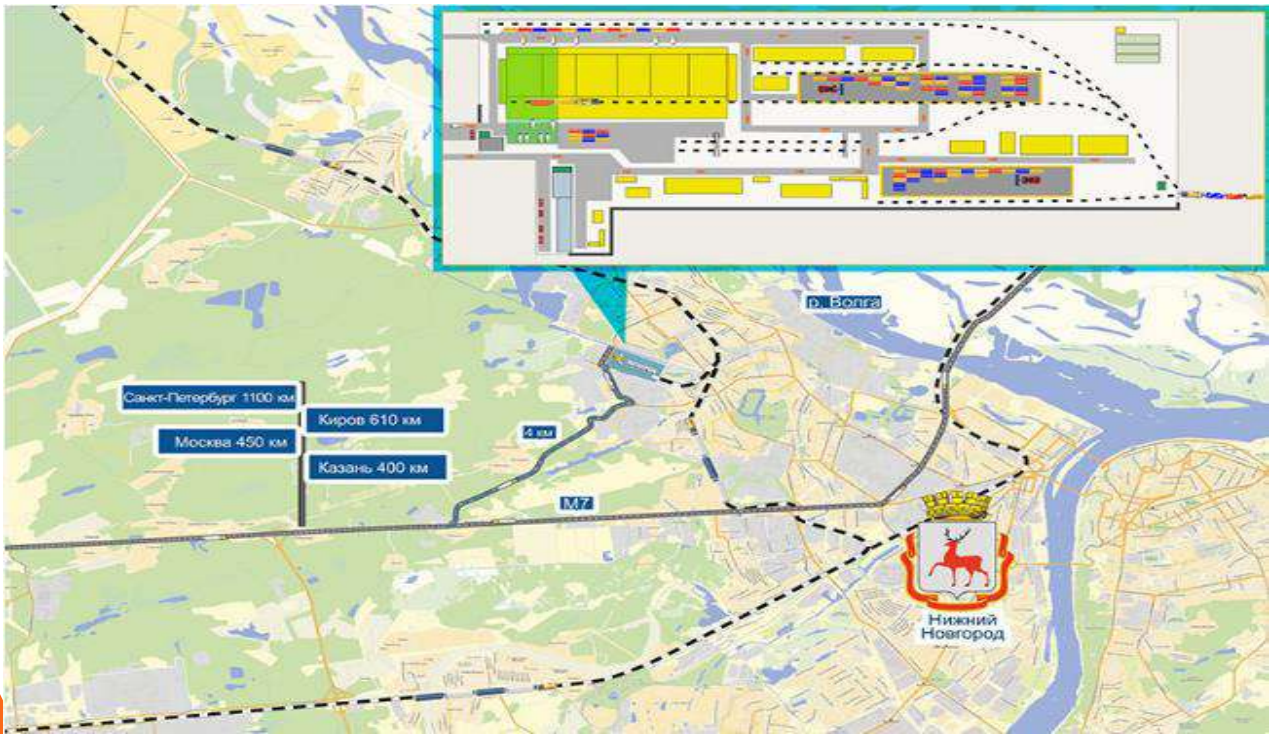 р. Волга
Санкт-Петербург 1100 км
Киров 610 км
Москва 450 км
Казань 400 км
4 км
М7
Нижний
Новгород